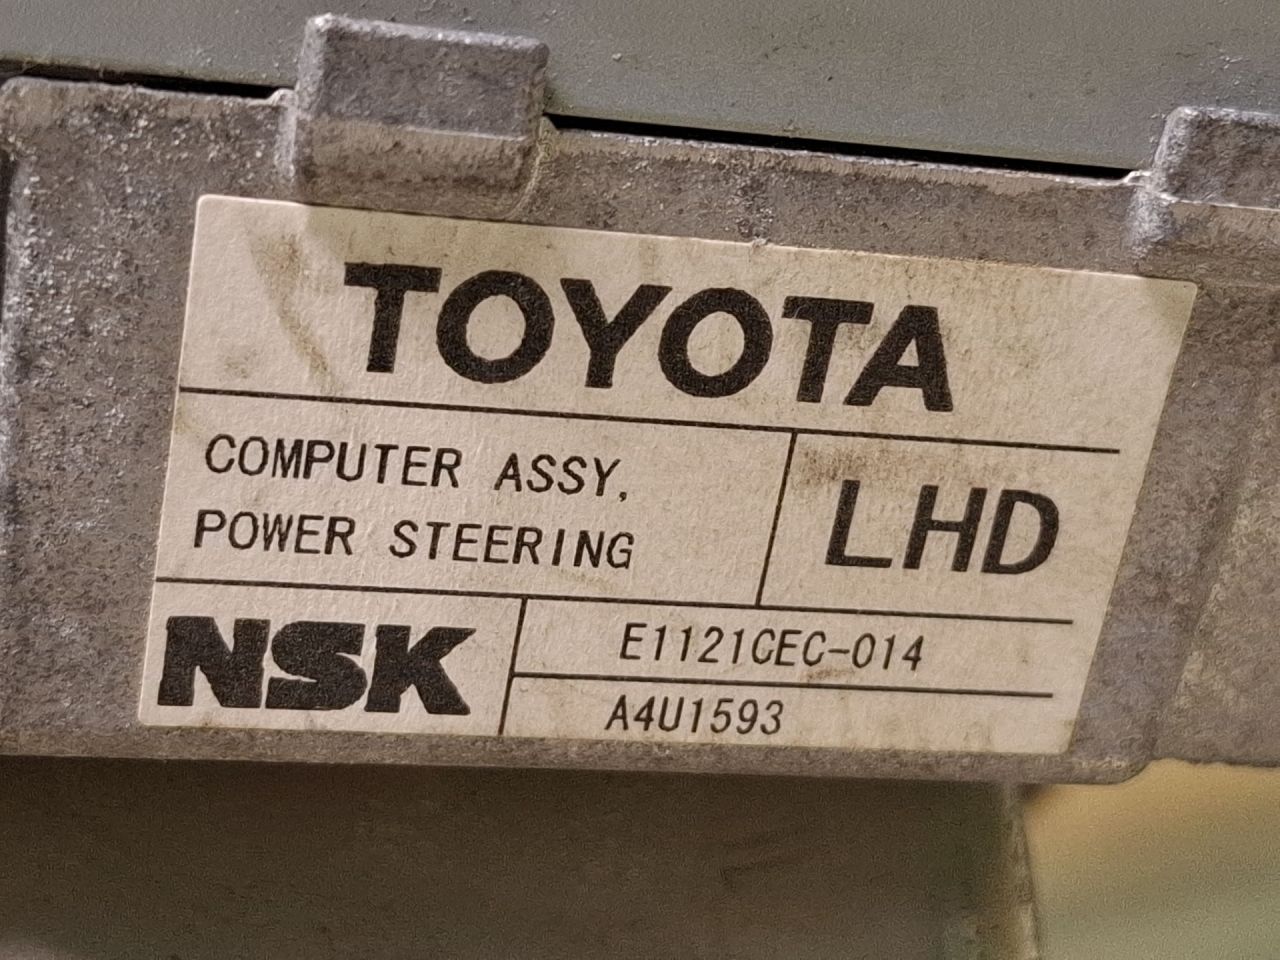 TOYOTA
COMPUTER ASSY,
POWER STEERING
LHD
NSK
E1121CEC-014
A4U1593